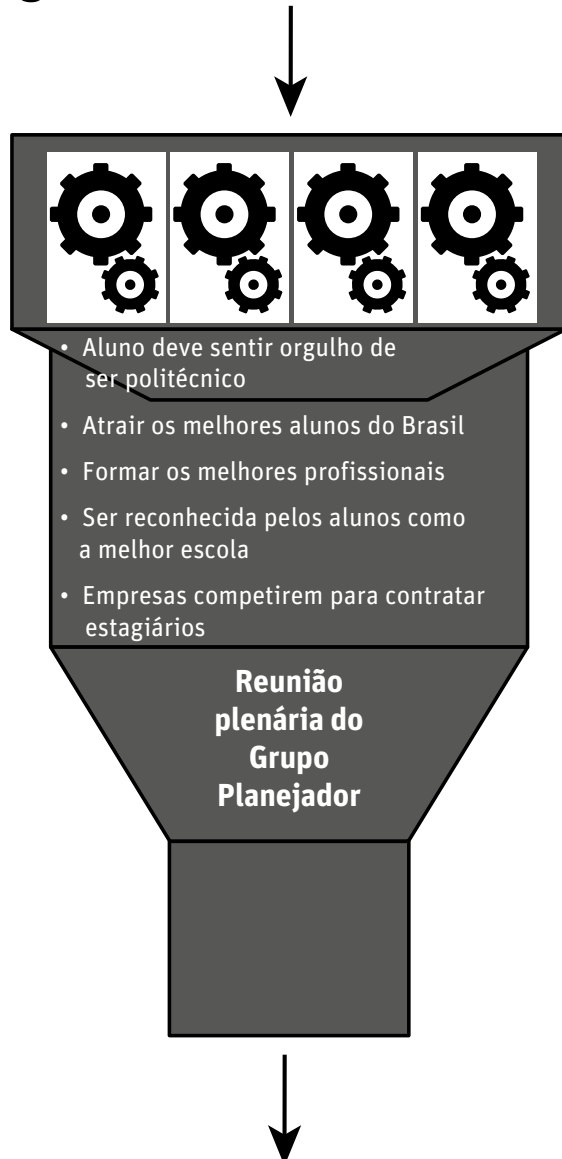 • Aluno deve sentir orgulho de
ser politécnico
• Atrair os melhores alunos do Brasil
• Formar os melhores profissionais
• Ser reconhecida pelos alunos como
a melhor escola
• Empresas competirem para contratar
estagiários
Reunião
plenária do
Grupo
Planejador